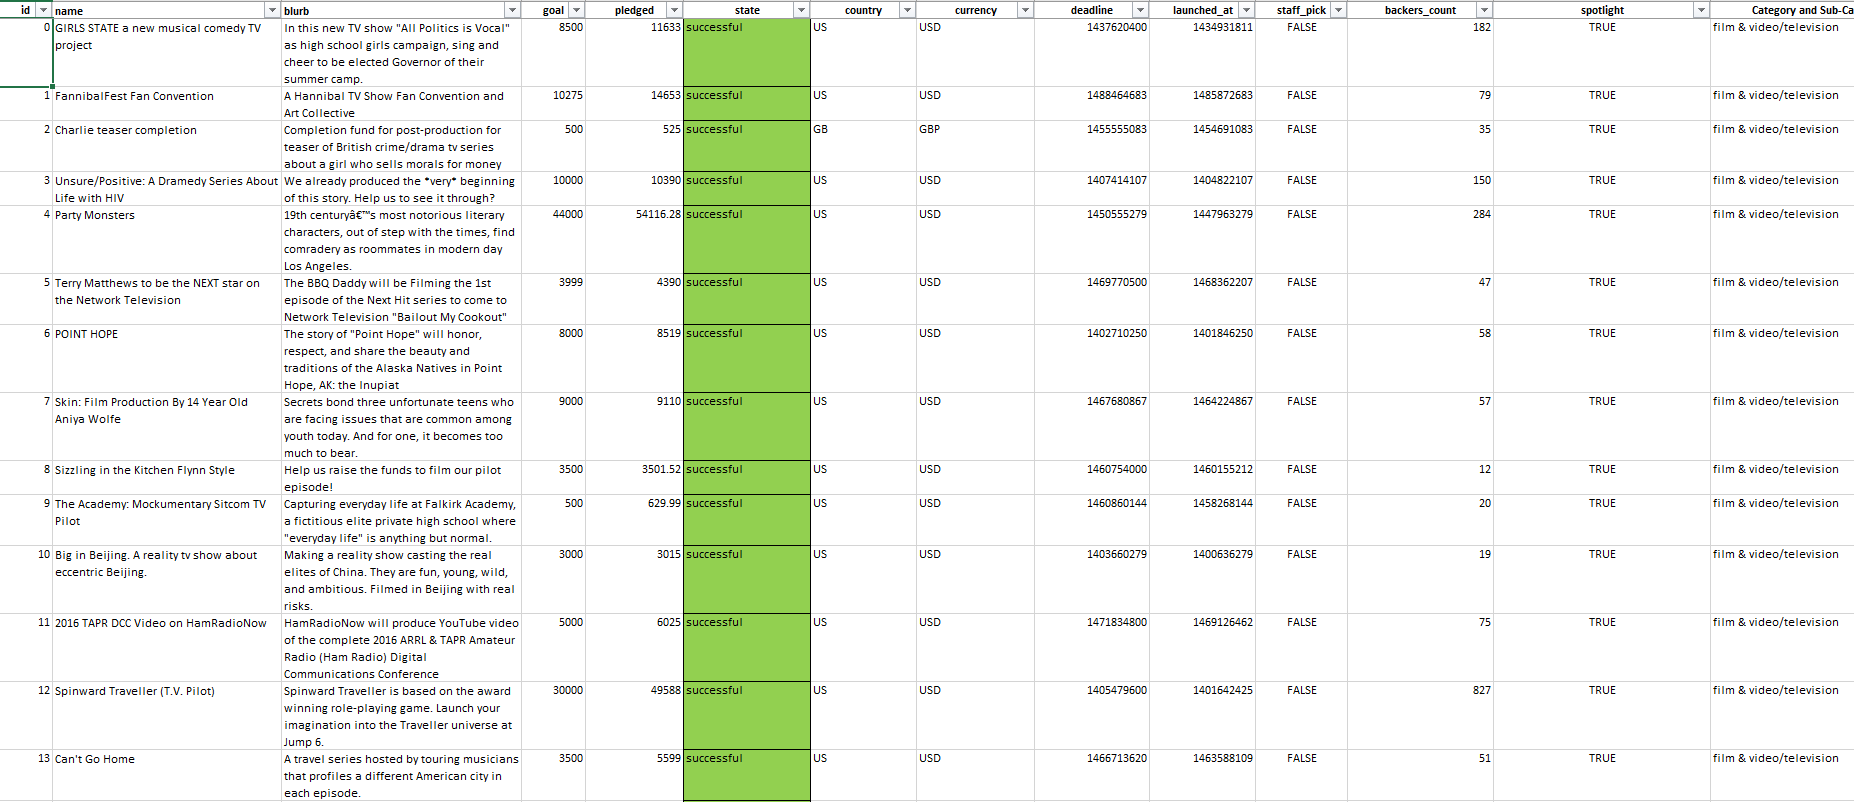 id name blurb goal pledged state country currency deadline launched_at staff_pick backers_count spotlight Category and Sub-Ca
0 GIRLS STATE a new musical comedy TV In this new TV show "All Politics is Vocal" 8500 11633 successful US USD 1437620400 1434931811 FALSE 182 TRUE film & video/television
project as high school girls campaign, sing and
cheer to be elected Governor of their
summer camp.
1 FannibalFest Fan Convention A Hannibal TV Show Fan Convention and 10275 14653 successful US USD 1488464683 1485872683 FALSE 79 TRUE film & video/television
Art Collective
2 Charlie teaser completion Completion fund for post-production for 500 525 successful GB GBP 1455555083 1454691083 FALSE 35 TRUE film & video/television
teaser of British crime/drama tv series
about a girl who sells morals for money
3 Unsure/Positive: A Dramedy Series About We already produced the *very* beginning 10000 10390 successful US USD 1407414107 1404822107 FALSE 150 TRUE film & video/television
Life with HIV of this story. Help us to see it through?
4 Party Monsters 19th centuryâ€™s most notorious literary 44000 54116.28 successful US USD 1450555279 1447963279 FALSE 284 TRUE film & video/television
characters, out of step with the times, find
comradery as roommates in modern day
Los Angeles.
5 Terry Matthews to be the NEXT star on The BBQ Daddy will be Filming the 1st 3999 4390 successful US USD 1469770500 1468362207 FALSE 47 TRUE film & video/television
the Network Television episode of the Next Hit series to come to
Network Television "Bailout My Cookout"
6 POINT HOPE The story of "Point Hope" will honor, 8000 8519 successful US USD 1402710250 1401846250 FALSE 58 TRUE film & video/television
respect, and share the beauty and
traditions of the Alaska Natives in Point
Hope, AK: the Inupiat
7 Skin: Film Production By 14 Year Old Secrets bond three unfortunate teens who 9000 9110 successful US USD 1467680867 1464224867 FALSE 57 TRUE film & video/television
Aniya Wolfe are facing issues that are common among
youth today. And for one, it becomes too
much to bear.
8 Sizzling in the Kitchen Flynn Style Help us raise the funds to film our pilot 3500 3501.52 successful US USD 1460754000 1460155212 FALSE 12 TRUE film & video/television
episode!
9 The Academy: Mockumentary Sitcom TV Capturing everyday life at Falkirk Academy, 500 629.99 successful US USD 1460860144 1458268144 FALSE 20 TRUE film & video/television
Pilot a fictitious elite private high school where
"everyday life" is anything but normal.
10 Big in Beijing. A reality tv show about Making a reality show casting the real 3000 3015 successful US USD 1403660279 1400636279 FALSE 19 TRUE film & video/television
eccentric Beijing. elites of China. They are fun, young, wild,
and ambitious. Filmed in Beijing with real
risks.
11 2016 TAPR DCC Video on HamRadioNow HamRadioNow will produce YouTube video 5000 6025 successful US USD 1471834800 1469126462 FALSE 75 TRUE film & video/television
of the complete 2016 ARRL & TAPR Amateur
Radio (Ham Radio) Digital
Communications Conference
12 Spinward Traveller (T.V. Pilot) Spinward Traveller is based on the award 30000 49588 successful US USD 1405479600 1401642425 FALSE 827 TRUE film & video/television
winning role-playing game. Launch your
imagination into the Traveller universe at
Jump 6.
13 Can't Go Home A travel series hosted by touring musicians 3500 5599 successful US USD 1466713620 1463588109 FALSE 51 TRUE film & video/television
that profiles a different American city in
each episode.